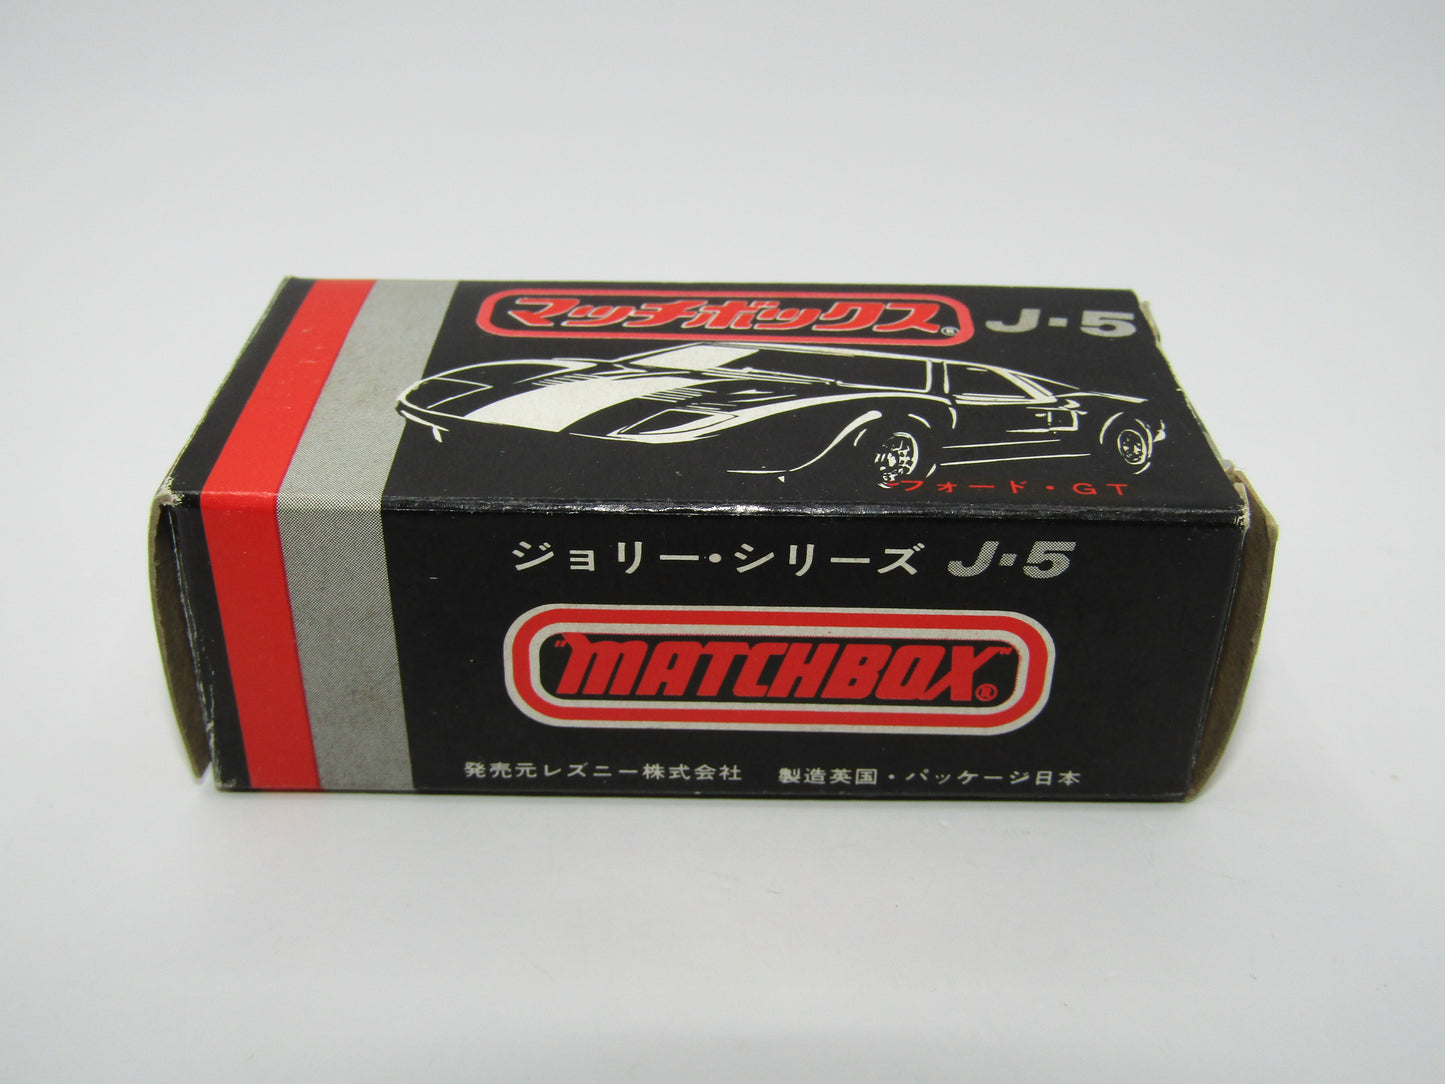 マッチボックス® J-5
フォード・GT
ジョリー・シリーズ J-5
"MATCHBOX"®
発売元レズニー株式会社 製造英国・パッケージ日本